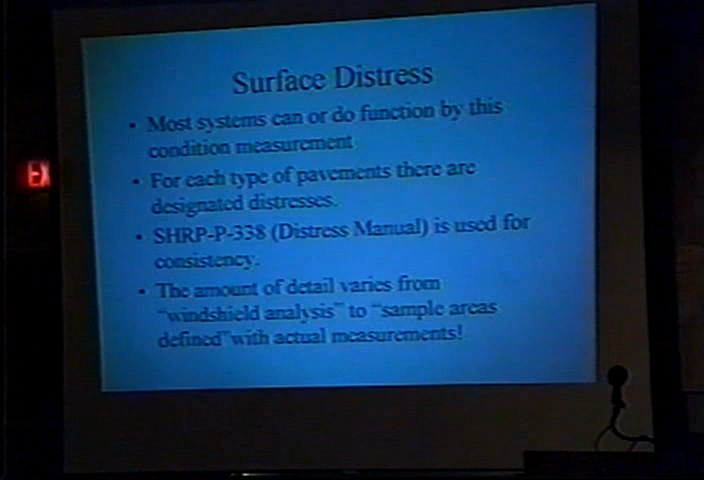 Surface Distress
• Most systems can or do function by this
condition measurement
• For each type of pavements there are
designated distresses.
• SHRP-P-338 (Distress Manual) is used for
consistency.
• The amount of detail varies from
“windshield analysis” to “sample areas
defined”with actual measurements!
EX